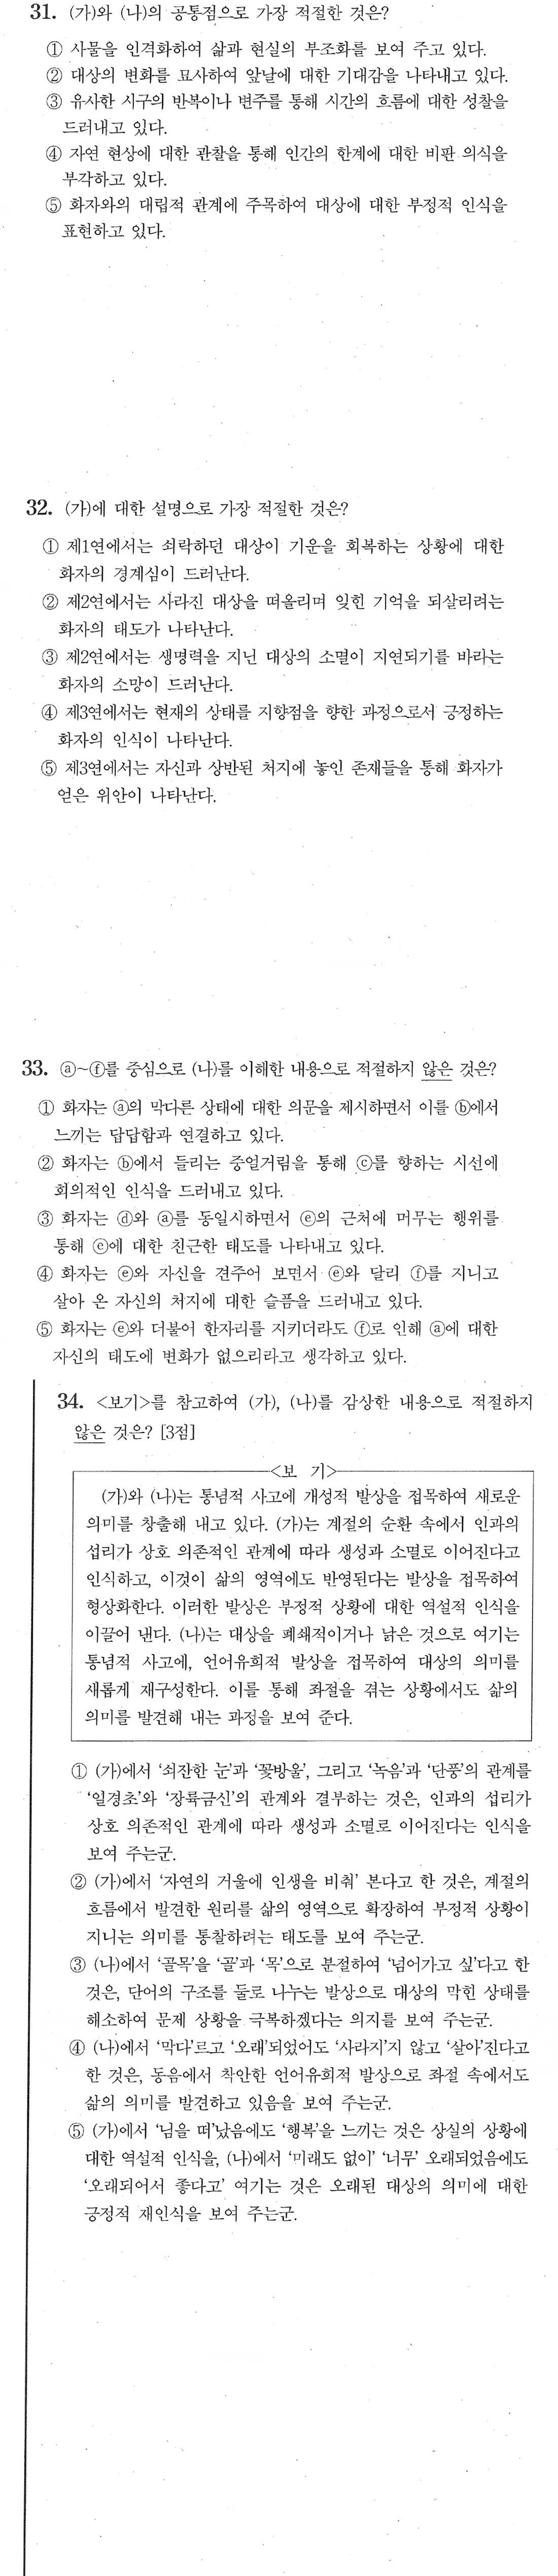 31. (가)와 (나)의 공통점으로 가장 적절한 것은?
① 사물을 인격화하여 삶과 현실의 부조화를 보여 주고 있다.
② 대상의 변화를 묘사하여 앞날에 대한 기대감을 나타내고 있다.
③ 유사한 시구의 반복이나 변주를 통해 시간의 흐름에 대한 성찰을
드러내고 있다.
④ 자연 현상에 대한 관찰을 통해 인간의 한계에 대한 비판 의식을
부각하고 있다.
⑤ 화자와의 대립적 관계에 주목하여 대상에 대한 부정적 인식을
표현하고 있다.
32. (가)에 대한 설명으로 가장 적절한 것은?
① 제1연에서는 쇠락하던 대상이 기운을 회복하는 상황에 대한
화자의 경계심이 드러난다.
② 제2연에서는 사라진 대상을 떠올리며 잊힌 기억을 되살리려는
화자의 태도가 나타난다.
③ 제2연에서는 생명력을 지닌 대상의 소멸이 지연되기를 바라는
화자의 소망이 드러난다.
④ 제3연에서는 현재의 상태를 지향점을 향한 과정으로서 긍정하는
화자의 인식이 나타난다.
⑤ 제3연에서는 자신과 상반된 처지에 놓인 존재들을 통해 화자가
얻은 위안이 나타난다.
33. ⓐ~ⓕ를 중심으로 (나)를 이해한 내용으로 적절하지 않은 것은?
① 화자는 ⓐ의 막다른 상태에 대한 의문을 제시하면서 이를 ⓑ에서
느끼는 답답함과 연결하고 있다.
② 화자는 ⓑ에서 들리는 중얼거림을 통해 ⓒ를 향하는 시선에
회의적인 인식을 드러내고 있다.
③ 화자는 ⓓ와 ⓐ를 동일시하면서 ⓔ의 근처에 머무는 행위를
통해 ⓔ에 대한 친근한 태도를 나타내고 있다.
④ 화자는 ⓔ와 자신을 견주어 보면서 ⓔ와 달리 ⓕ를 지니고
살아 온 자신의 처지에 대한 슬픔을 드러내고 있다.
⑤ 화자는 ⓔ와 더불어 한자리를 지키더라도 ⓕ로 인해 ⓐ에 대한
자신의 태도에 변화가 없으리라고 생각하고 있다.
34. <보기>를 참고하여 (가), (나)를 감상한 내용으로 적절하지
않은 것은? [3점]
<보 기>
(가)와 (나)는 통념적 사고에 개성적 발상을 접목하여 새로운
의미를 창출해 내고 있다. (가)는 계절의 순환 속에서 인과의
섭리가 상호 의존적인 관계에 따라 생성과 소멸로 이어진다고
인식하고, 이것이 삶의 영역에도 반영된다는 발상을 접목하여
형상화한다. 이러한 발상은 부정적 상황에 대한 역설적 인식을
이끌어 낸다. (나)는 대상을 폐쇄적이거나 낡은 것으로 여기는
통념적 사고에, 언어유희적 발상을 접목하여 대상의 의미를
새롭게 재구성한다. 이를 통해 좌절을 겪는 상황에서도 삶의
의미를 발견해 내는 과정을 보여 준다.
① (가)에서 '쇠잔한 눈'과 '꽃방울', 그리고 '녹음'과 '단풍'의 관계를
'일경초'와 '장륙금신'의 관계와 결부하는 것은, 인과의 섭리가
상호 의존적인 관계에 따라 생성과 소멸로 이어진다는 인식을
보여 주는군.
② (가)에서 '자연의 거울에 인생을 비춰' 본다고 한 것은, 계절의
흐름에서 발견한 원리를 삶의 영역으로 확장하여 부정적 상황이
지니는 의미를 통찰하려는 태도를 보여 주는군.
③ (나)에서 '골목'을 '골'과 '목'으로 분절하여 '넘어가고 싶'다고 한
것은, 단어의 구조를 둘로 나누는 발상으로 대상의 막힌 상태를
해소하여 문제 상황을 극복하겠다는 의지를 보여 주는군.
④ (나)에서 '막다'르고 '오래'되었어도 '사라지'지 않고 '살아'진다고
한 것은, 동음에서 착안한 언어유희적 발상으로 좌절 속에서도
삶의 의미를 발견하고 있음을 보여 주는군.
⑤ (가)에서 '님을 떠'났음에도 '행복'을 느끼는 것은 상실의 상황에
대한 역설적 인식을, (나)에서 '미래도 없이' '너무' 오래되었음에도
'오래되어서 좋다고' 여기는 것은 오래된 대상의 의미에 대한
긍정적 재인식을 보여 주는군.